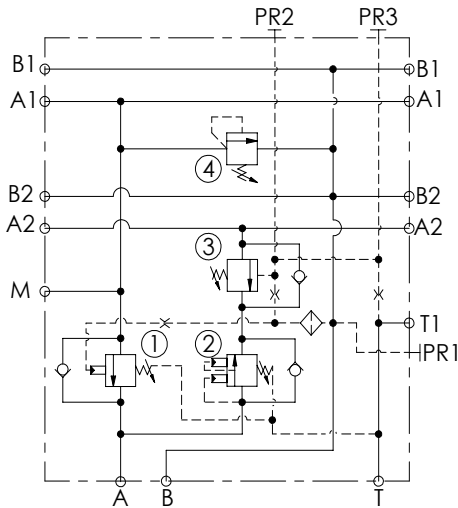 PR2 PR3
B1 B1
A1 A1
4
B2 B2
A2 A2
3
M
T1
1 2 PR1
A B T